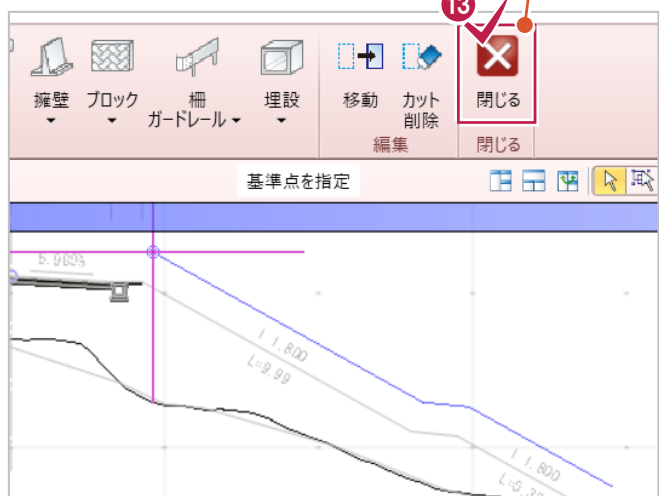 13
擁壁 ブロック 柵 ガードレール 埋設 移動 カット 削除 閉じる
編集 閉じる
基準点を指定
5.960%
1 1.800
L=9.99
1 1.800